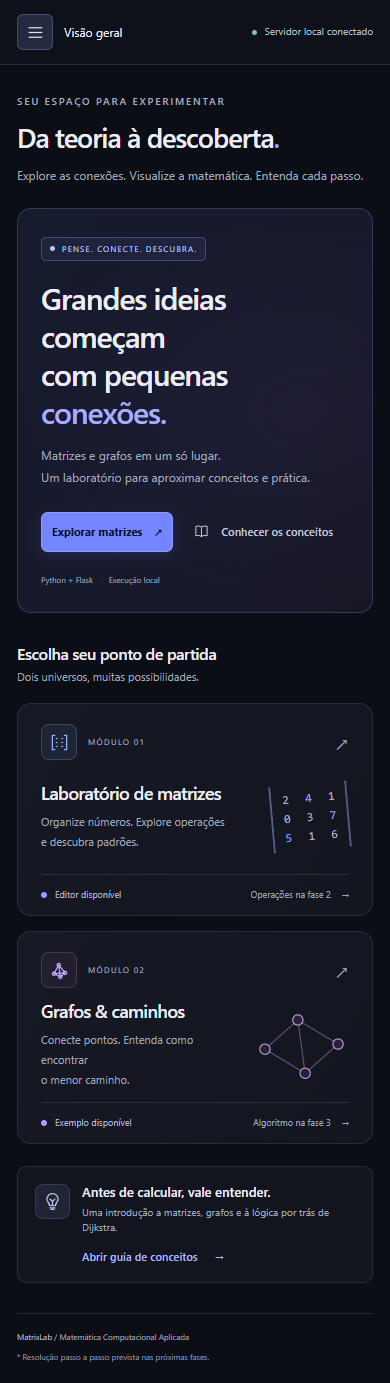 Visão geral
Servidor local conectado
SEU ESPAÇO PARA EXPERIMENTAR
Da teoria à descoberta.
Explore as conexões. Visualize a matemática. Entenda cada passo.
PENSE. CONECTE. DESCUBRA.
Grandes ideias
começam
com pequenas
conexões.
Matrizes e grafos em um só lugar.
Um laboratório para aproximar conceitos e prática.
Explorar matrizes ↗
Conhecer os conceitos
Python + Flask · Execução local
Escolha seu ponto de partida
Dois universos, muitas possibilidades.
MÓDULO 01 ↗
Laboratório de matrizes
Organize números. Explore operações
e descubra padrões.
2 4 1
0 3 7
5 1 6
Editor disponível
Operações na fase 2 →
MÓDULO 02 ↗
Grafos & caminhos
Conecte pontos. Entenda como
encontrar
o menor caminho.
Exemplo disponível
Algoritmo na fase 3 →
Antes de calcular, vale entender.
Uma introdução a matrizes, grafos e à lógica por trás de
Dijkstra.
Abrir guia de conceitos →
MatrixLab / Matemática Computacional Aplicada
* Resolução passo a passo prevista nas próximas fases.